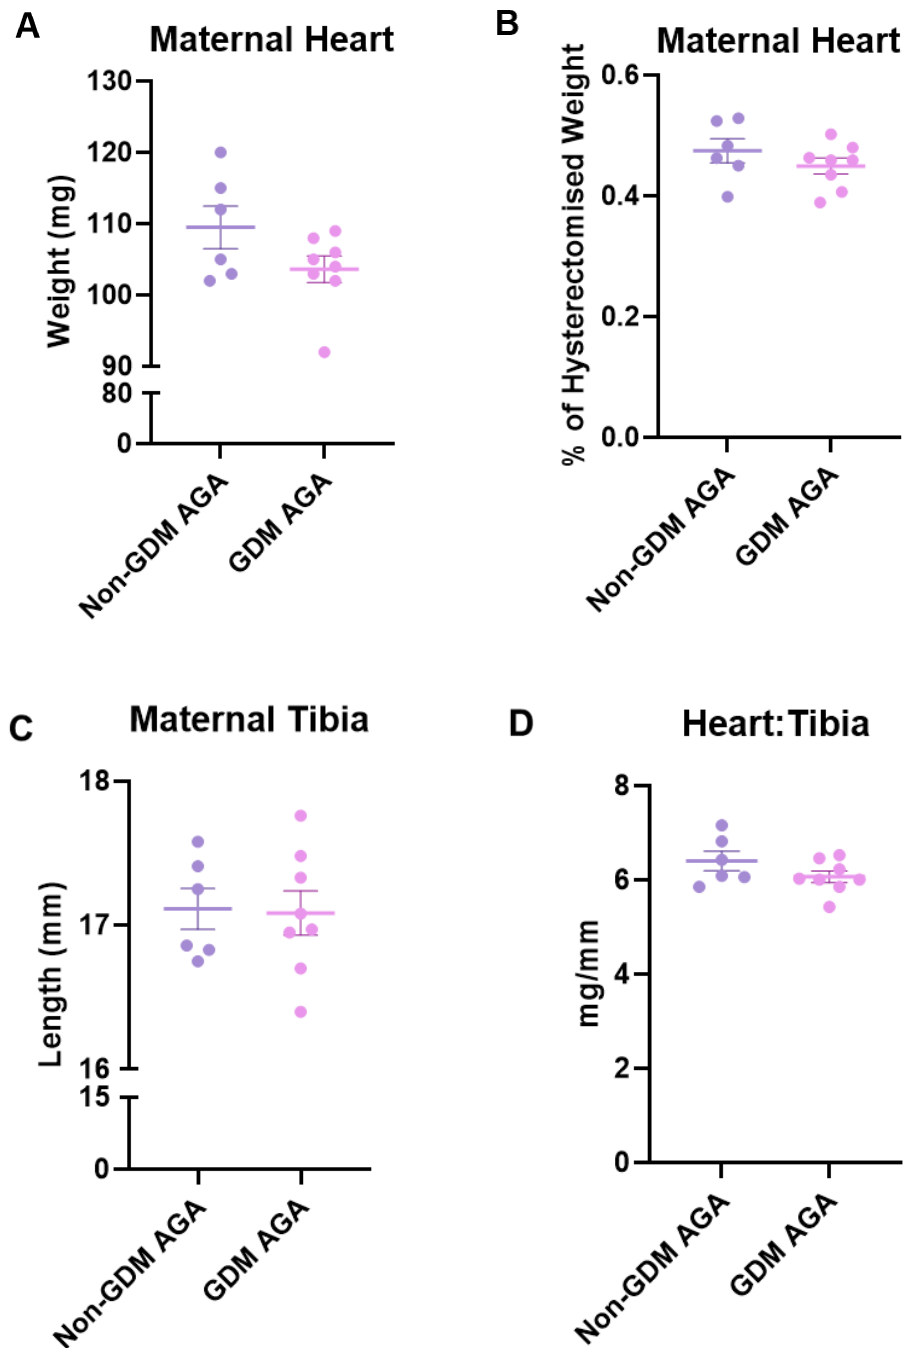 A
Maternal Heart
Weight (mg)
130
120
110
100
90
80
0
Non-GDM AGA
GDM AGA
B
Maternal Heart
% of Hysterectomised Weight
0.6
0.4
0.2
0.0
Non-GDM AGA
GDM AGA
C
Maternal Tibia
Length (mm)
18
17
16
15
0
Non-GDM AGA
GDM AGA
D
Heart:Tibia
mg/mm
8
6
4
2
0
Non-GDM AGA
GDM AGA